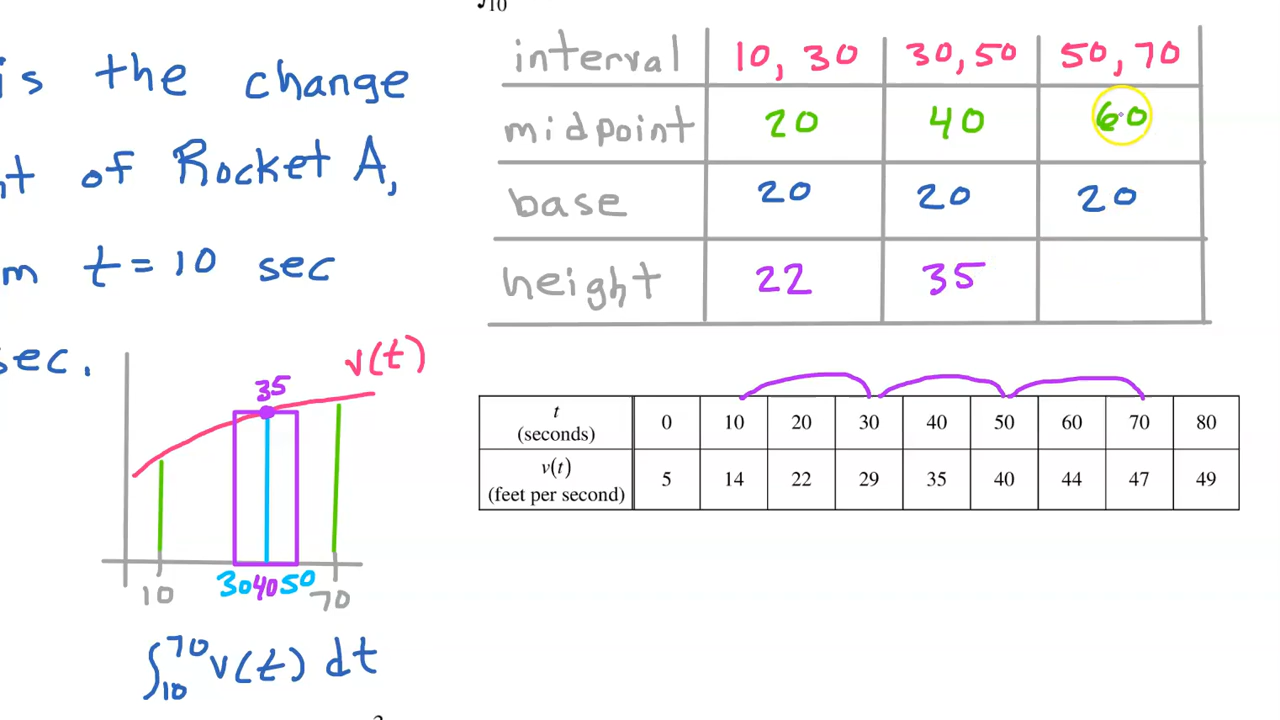 10
is the change
of Rocket A,
t = 10 sec
sec.
interval 10, 30 30, 50 50, 70
midpoint 20 40 60
base 20 20 20
height 22 35
v(t)
35
30 40 50
10 70
∫₁₀⁷⁰ v(t) dt
t (seconds) 0 10 20 30 40 50 60 70 80
v(t) (feet per second) 5 14 22 29 35 40 44 47 49